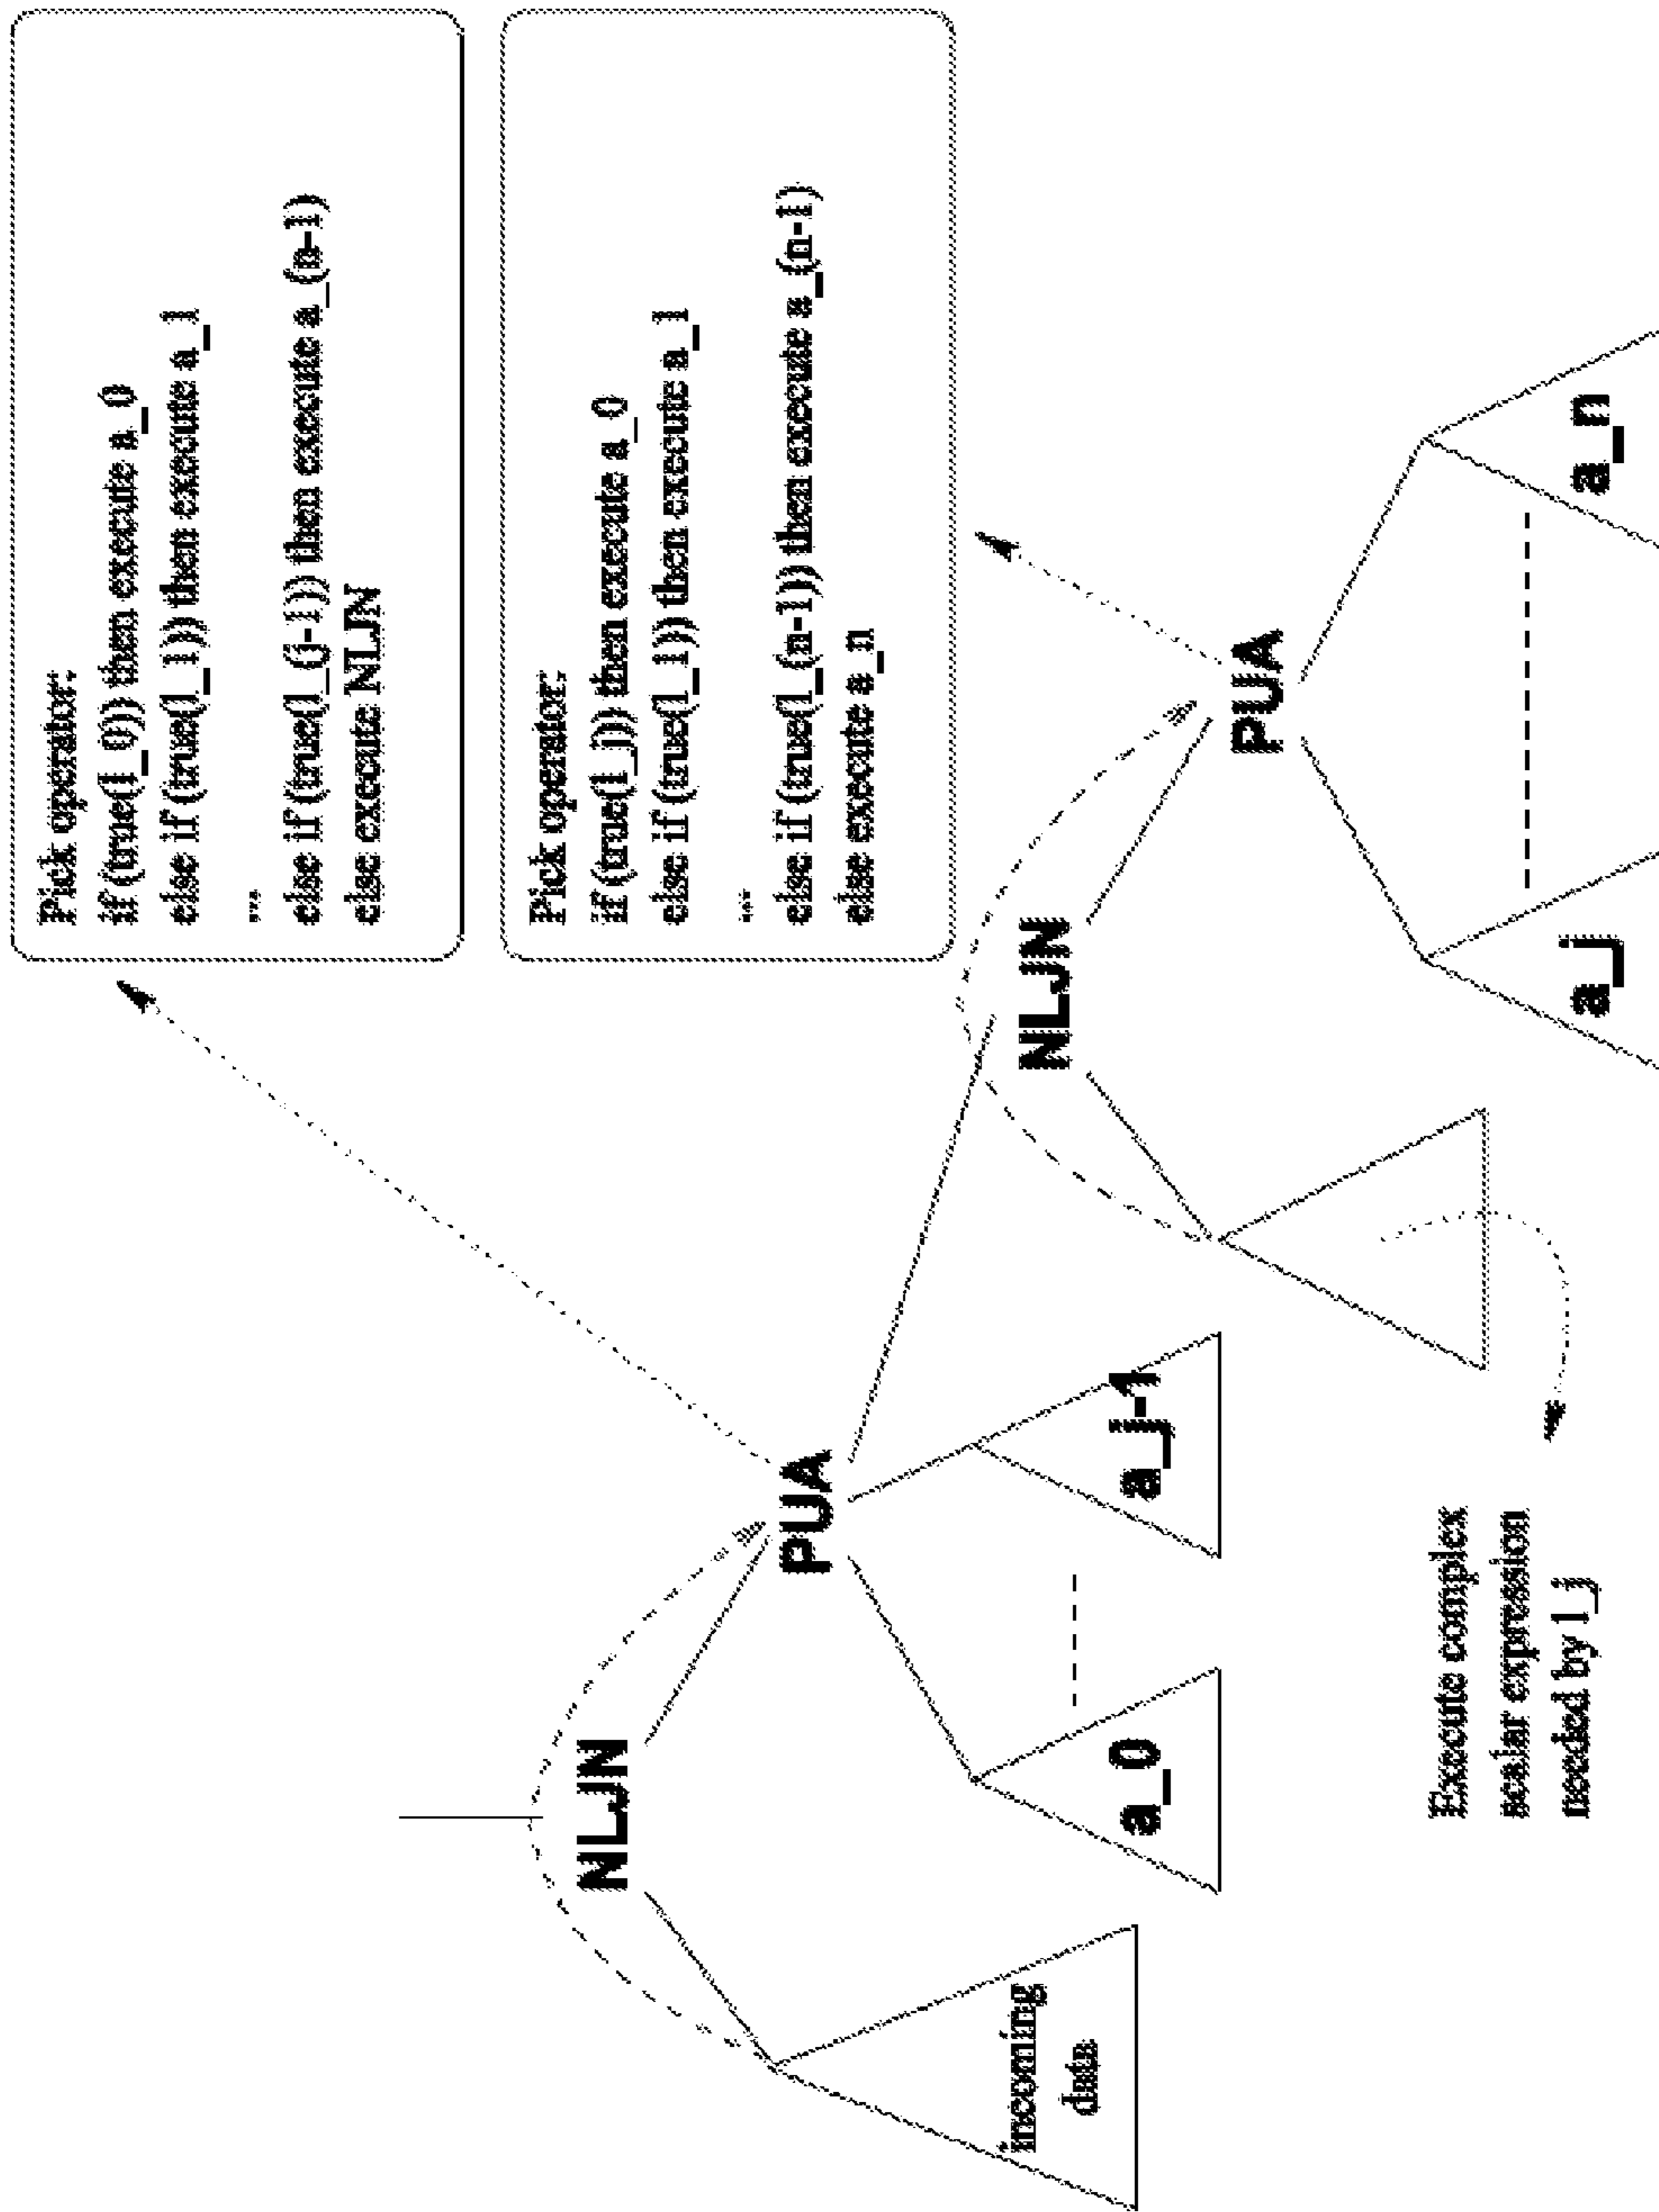 Pick operator:
if (true(l_0)) then execute a_0
else if (true(l_1)) then execute a_1
...
else if (true(l_(j-1)) then execute a_(n-1)
else execute NLJN
Pick operator:
if (true(l_j)) then execute a_0
else if (true(l_1)) then execute a_1
...
else if (true(l_(n-1)) then execute a_(n-1)
else execute a_n
NLJN
PUA
incoming
data
a_0
a_j-1
NLJN
PUA
a_j
a_n
Execute complex
scalar expression
needed by l_j